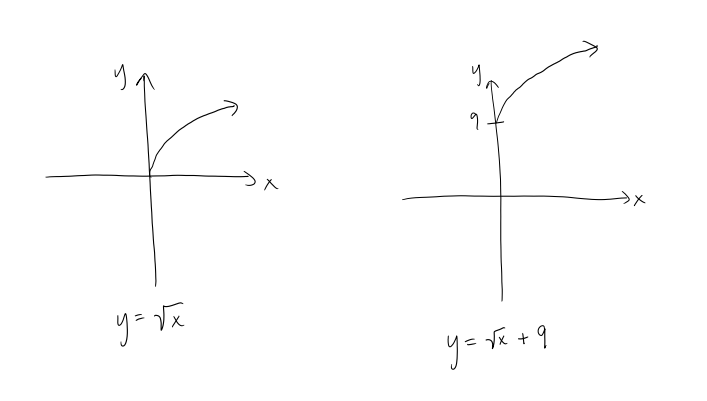 y
x
y = √x
y
9
x
y = √x + 9